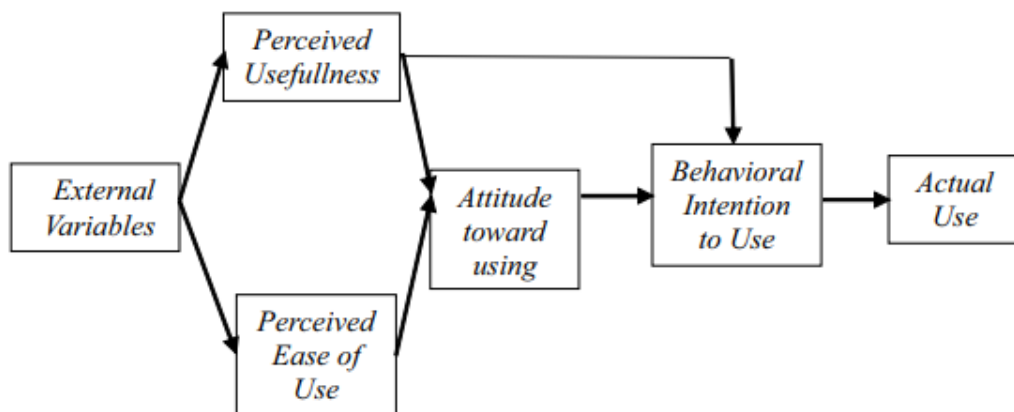 Perceived
Usefullness
External
Variables
Perceived
Ease of
Use
Attitude
toward
using
Behavioral
Intention
to Use
Actual
Use